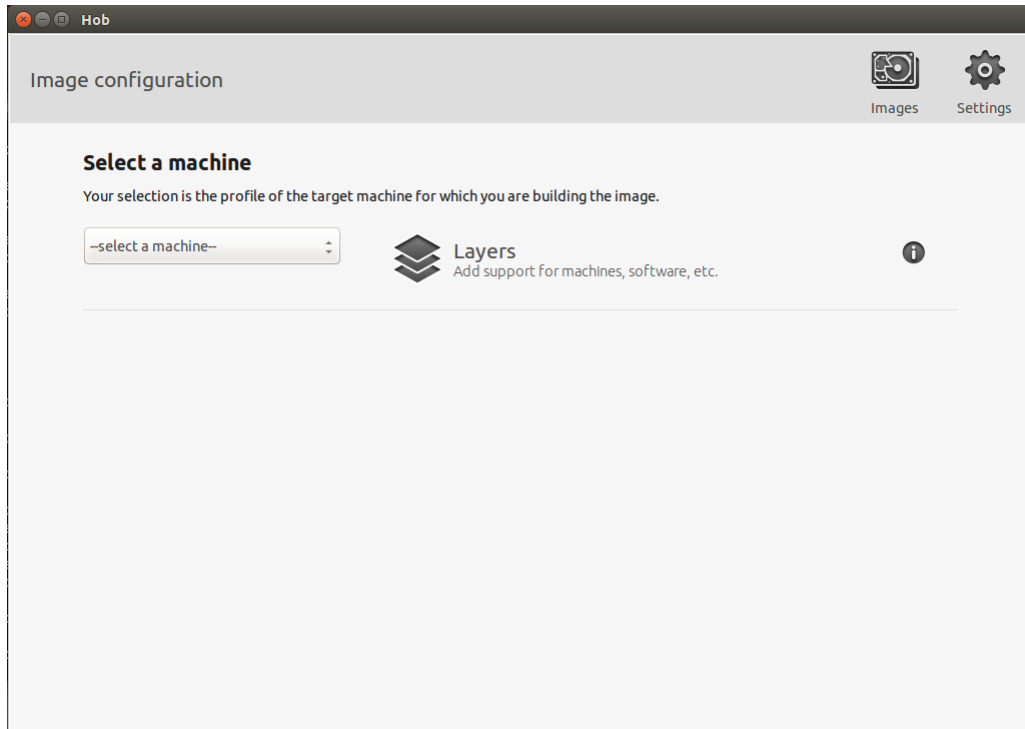 Hob
Image configuration
Images
Settings
Select a machine
Your selection is the profile of the target machine for which you are building the image.
--select a machine--
Layers
Add support for machines, software, etc.